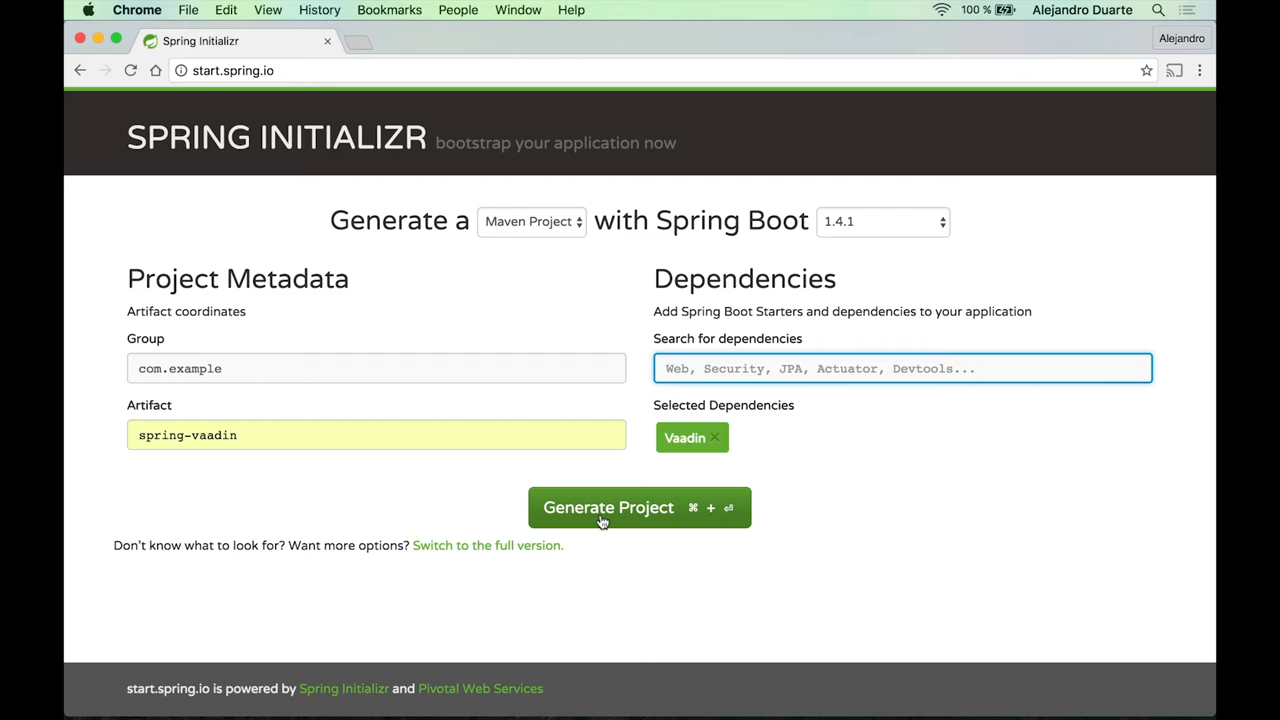 Chrome File Edit View History Bookmarks People Window Help 100 % Alejandro Duarte
Spring Initializr × Alejandro
start.spring.io
SPRING INITIALIZR bootstrap your application now
Generate a Maven Project with Spring Boot 1.4.1
Project Metadata
Artifact coordinates
Group
com.example
Artifact
spring-vaadin
Dependencies
Add Spring Boot Starters and dependencies to your application
Search for dependencies
Web, Security, JPA, Actuator, Devtools...
Selected Dependencies
Vaadin ×
Generate Project ⌘ + ⏎
Don't know what to look for? Want more options? Switch to the full version.
start.spring.io is powered by Spring Initializr and Pivotal Web Services